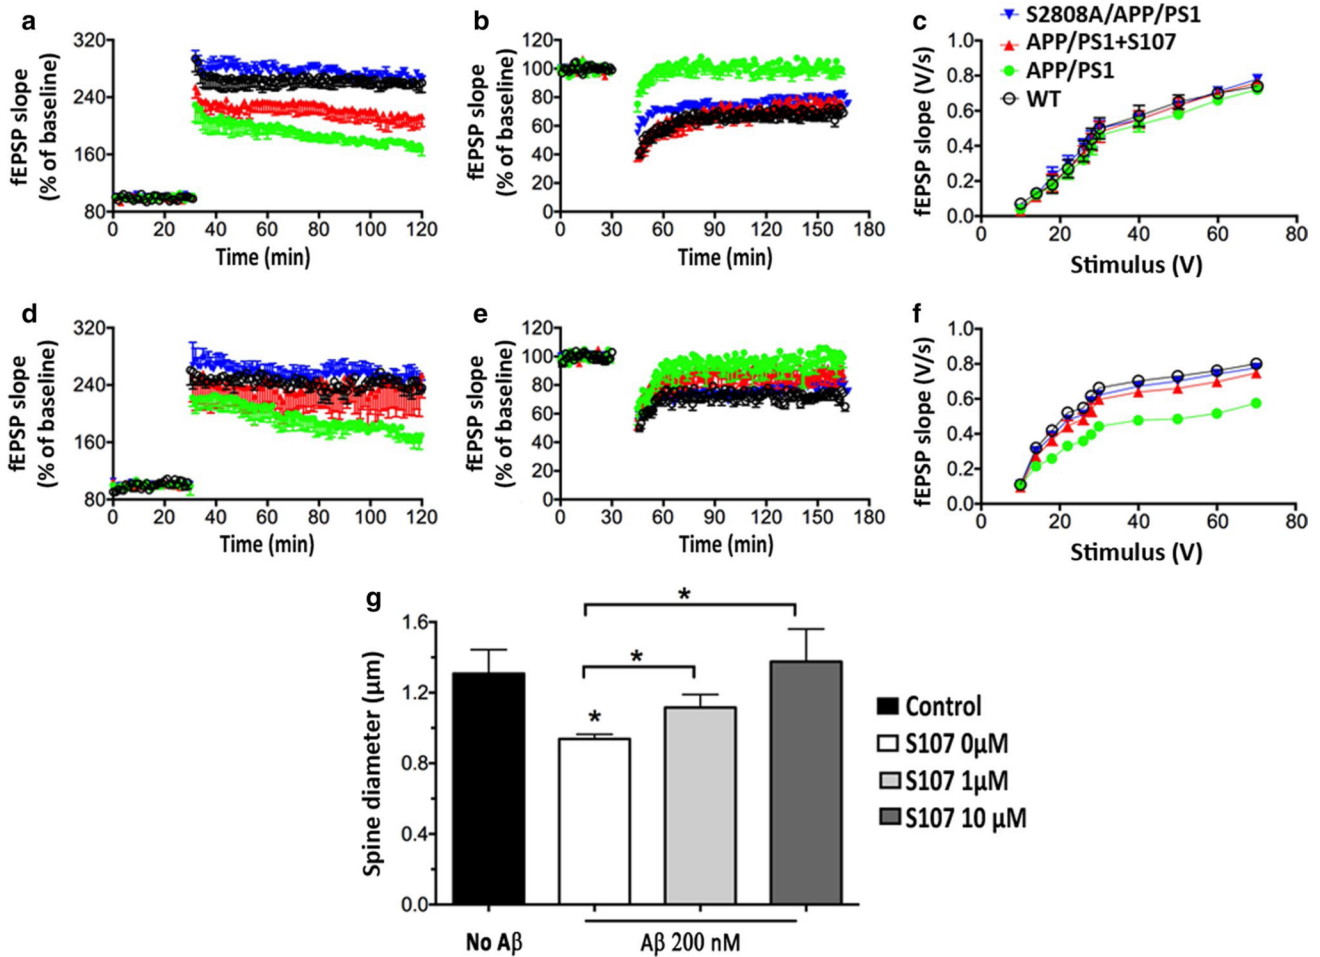 a
320
240
160
80
0
20
40
60
80
100
120
fEPSP slope
(% of baseline)
Time (min)
b
120
100
80
60
40
20
0
0
30
60
90
120
150
180
fEPSP slope
(% of baseline)
Time (min)
c
S2808A/APP/PS1
APP/PS1+S107
APP/PS1
WT
1.0
0.8
0.6
0.4
0.2
0.0
0
20
40
60
80
fEPSP slope (V/s)
Stimulus (V)
d
320
240
160
80
0
20
40
60
80
100
120
fEPSP slope
(% of baseline)
Time (min)
e
120
100
80
60
40
20
0
0
30
60
90
120
150
180
fEPSP slope
(% of baseline)
Time (min)
f
1.0
0.8
0.6
0.4
0.2
0.0
0
20
40
60
80
fEPSP slope (V/s)
Stimulus (V)
g
1.6
1.2
0.8
0.4
0.0
Spine diameter (µm)
*
*
*
No Aβ
Aβ 200 nM
Control
S107 0µM
S107 1µM
S107 10 µM